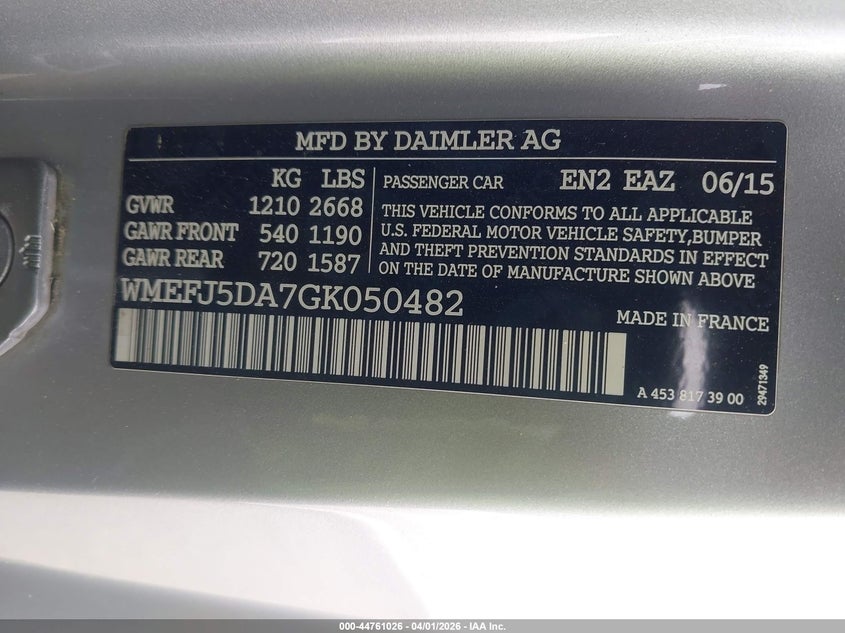 MFD BY DAIMLER AG
KG LBS
GVWR 1210 2668
GAWR FRONT 540 1190
GAWR REAR 720 1587
PASSENGER CAR EN2 EAZ 06/15
THIS VEHICLE CONFORMS TO ALL APPLICABLE
U.S. FEDERAL MOTOR VEHICLE SAFETY,BUMPER
AND THEFT PREVENTION STANDARDS IN EFFECT
ON THE DATE OF MANUFACTURE SHOWN ABOVE
WMEFJ5DA7GK050482
MADE IN FRANCE
A 453 817 39 00
29471349
000-44761026 | 04/01/2026 - IAA Inc.